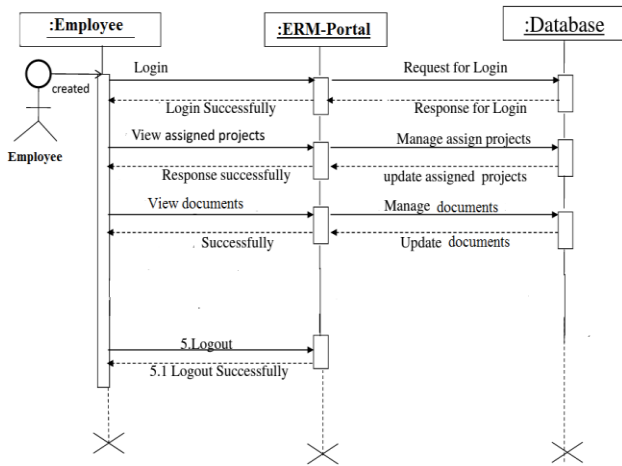 :Employee
:ERM-Portal
:Database
created
Employee
Login
Request for Login
Login Successfully
Response for Login
View assigned projects
Manage assign projects
Response successfully
update assigned projects
View documents
Manage documents
. Successfully
Update documents
5.Logout
5.1 Logout Successfully